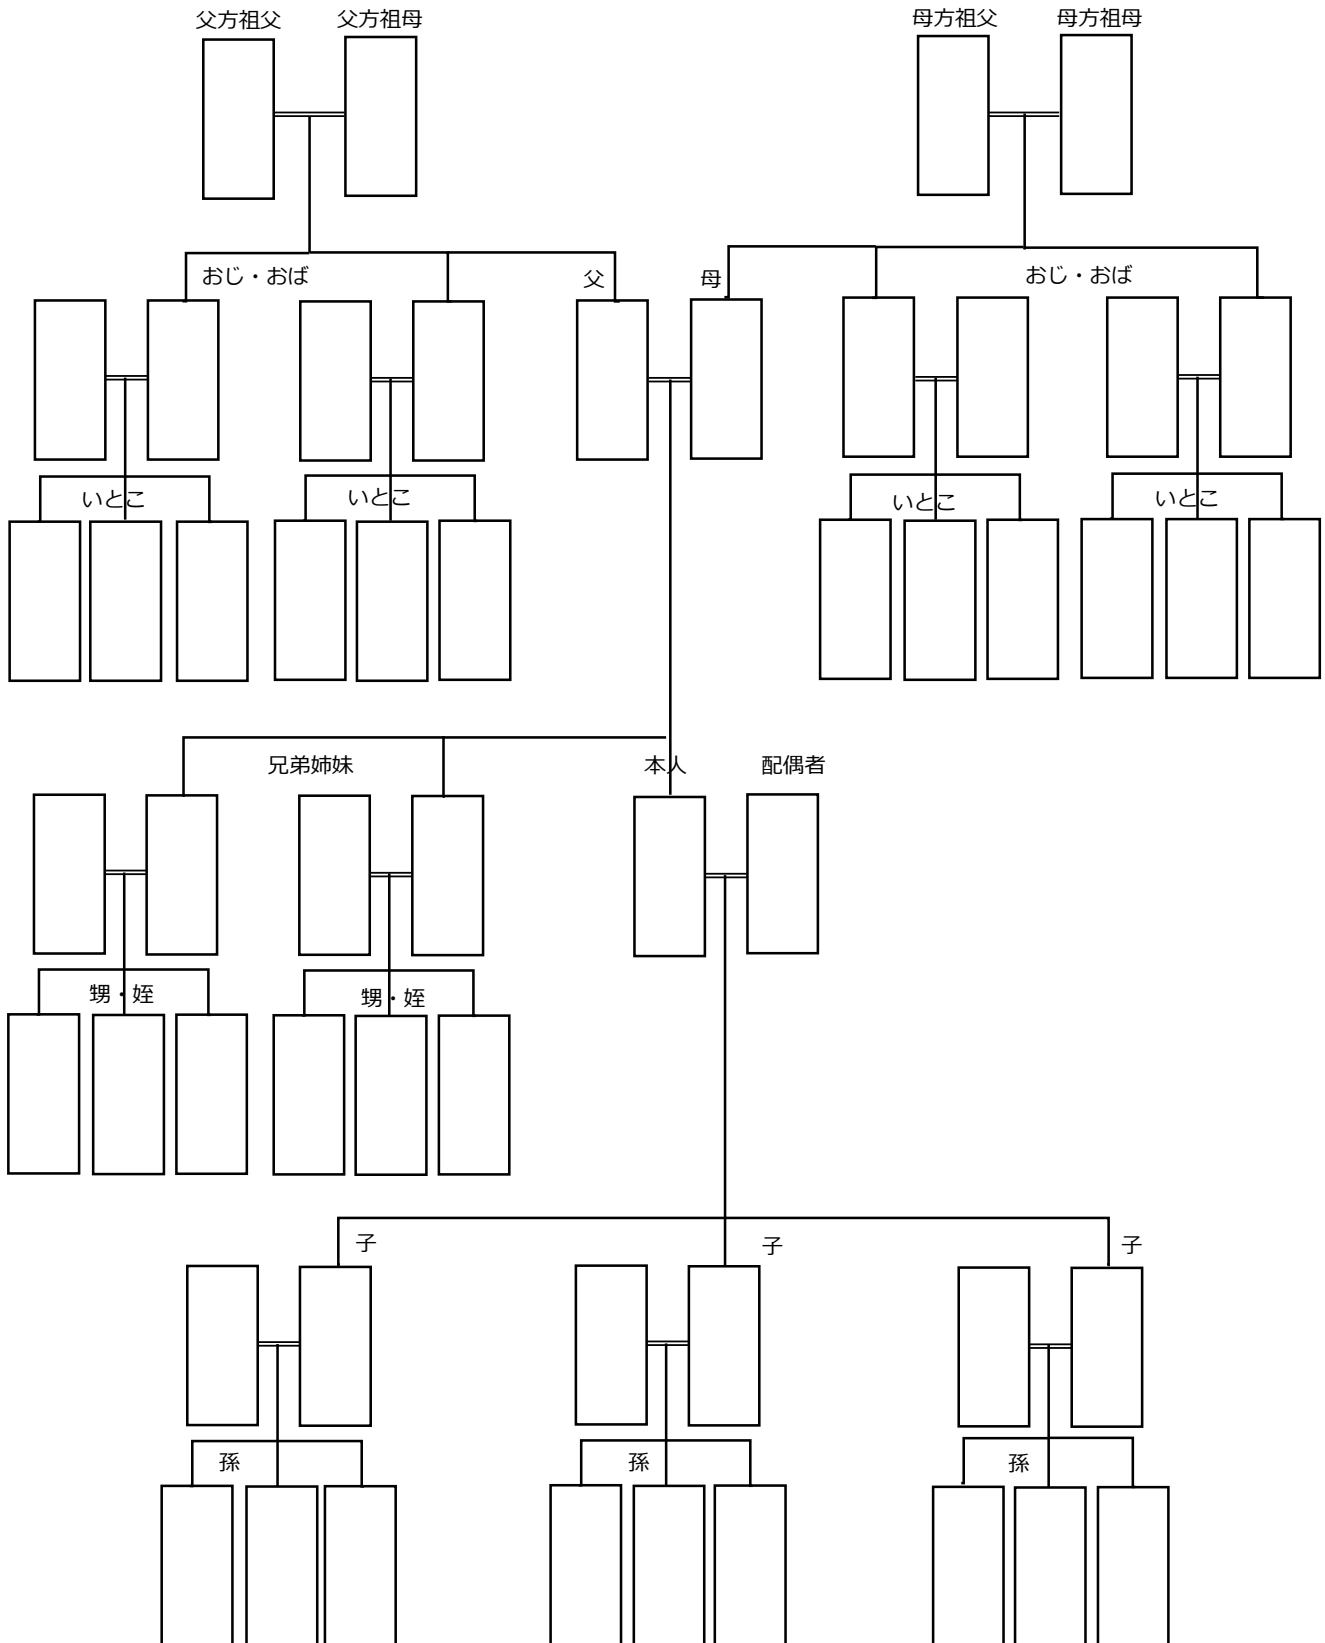 父方祖父 父方祖母 母方祖父 母方祖母
おじ・おば 父 母 おじ・おば
いとこ いとこ いとこ いとこ
兄弟姉妹 本人 配偶者
甥・姪 甥・姪
子 子 子
孫 孫 孫